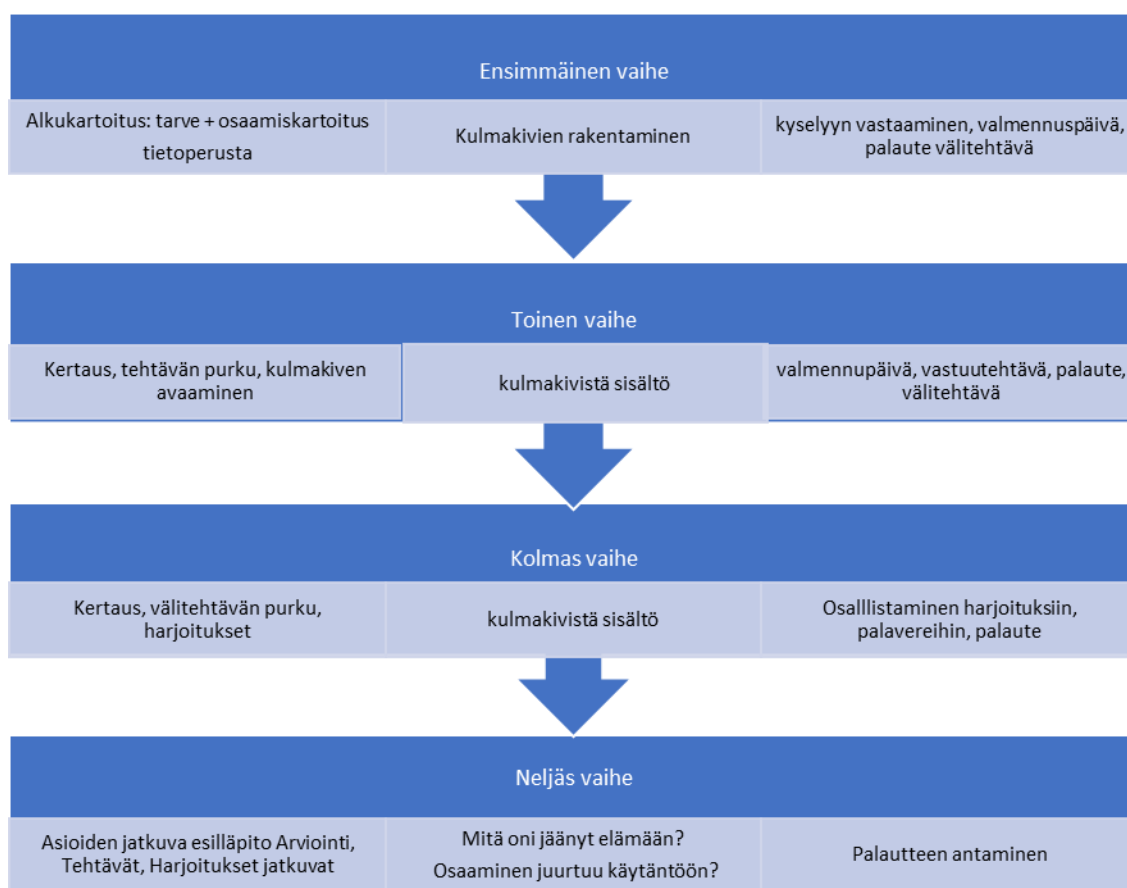 Ensimmäinen vaihe
Alkukartoitus: tarve + osaamiskartoitus
tietoperusta
Kulmakivien rakentaminen
kyselyyn vastaaminen, valmennuspäivä,
palaute välitehtävä
Toinen vaihe
Kertaus, tehtävän purku, kulmakiven
avaaminen
kulmakivistä sisältö
valmennupäivä, vastuutehtävä, palaute,
välitehtävä
Kolmas vaihe
Kertaus, välitehtävän purku,
harjoitukset
kulmakivistä sisältö
Osalllistaminen harjoituksiin,
palavereihin, palaute
Neljäs vaihe
Asioiden jatkuva esilläpito Arviointi,
Tehtävät, Harjoitukset jatkuvat
Mitä oni jäänyt elämään?
Osaaminen juurtuu käytäntöön?
Palautteen antaminen